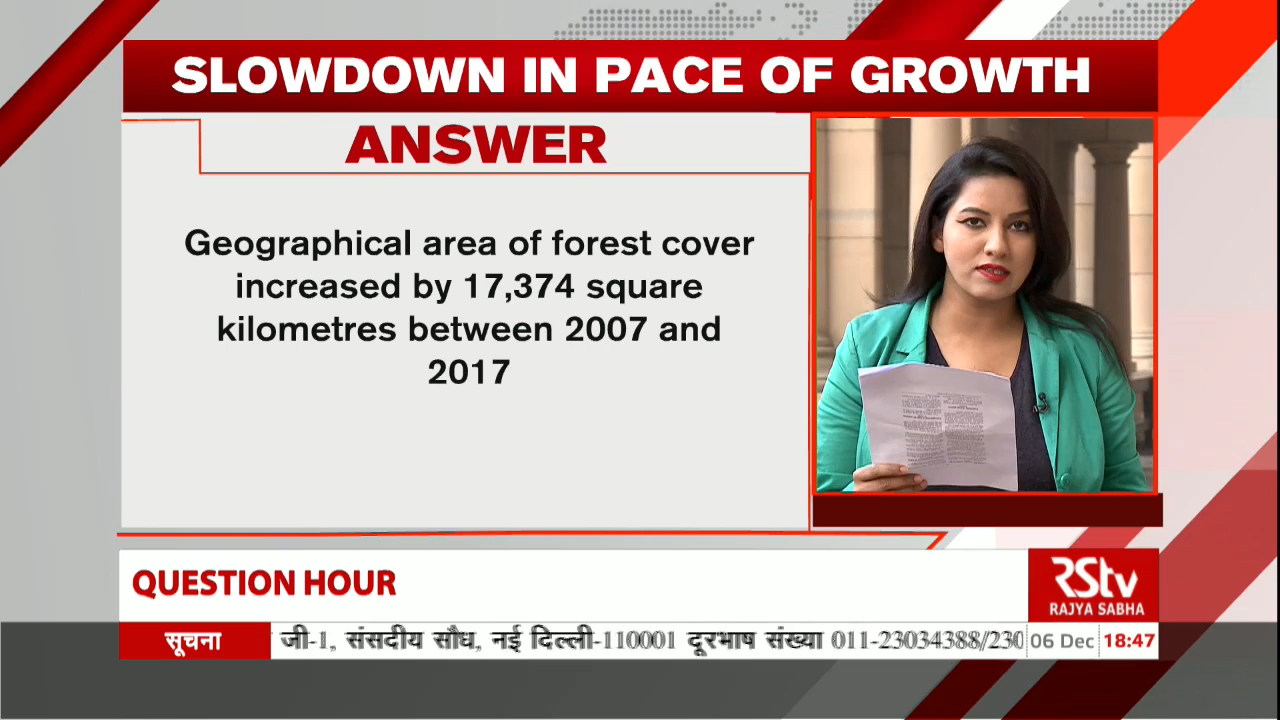 SLOWDOWN IN PACE OF GROWTH
ANSWER
Geographical area of forest cover
increased by 17,374 square
kilometres between 2007 and
2017
QUESTION HOUR
RStv
RAJYA SABHA
सूचना
जी-1, संसदीय सौध, नई दिल्ली-110001 दूरभाष संख्या 011-23034388/230
06 Dec
18:47